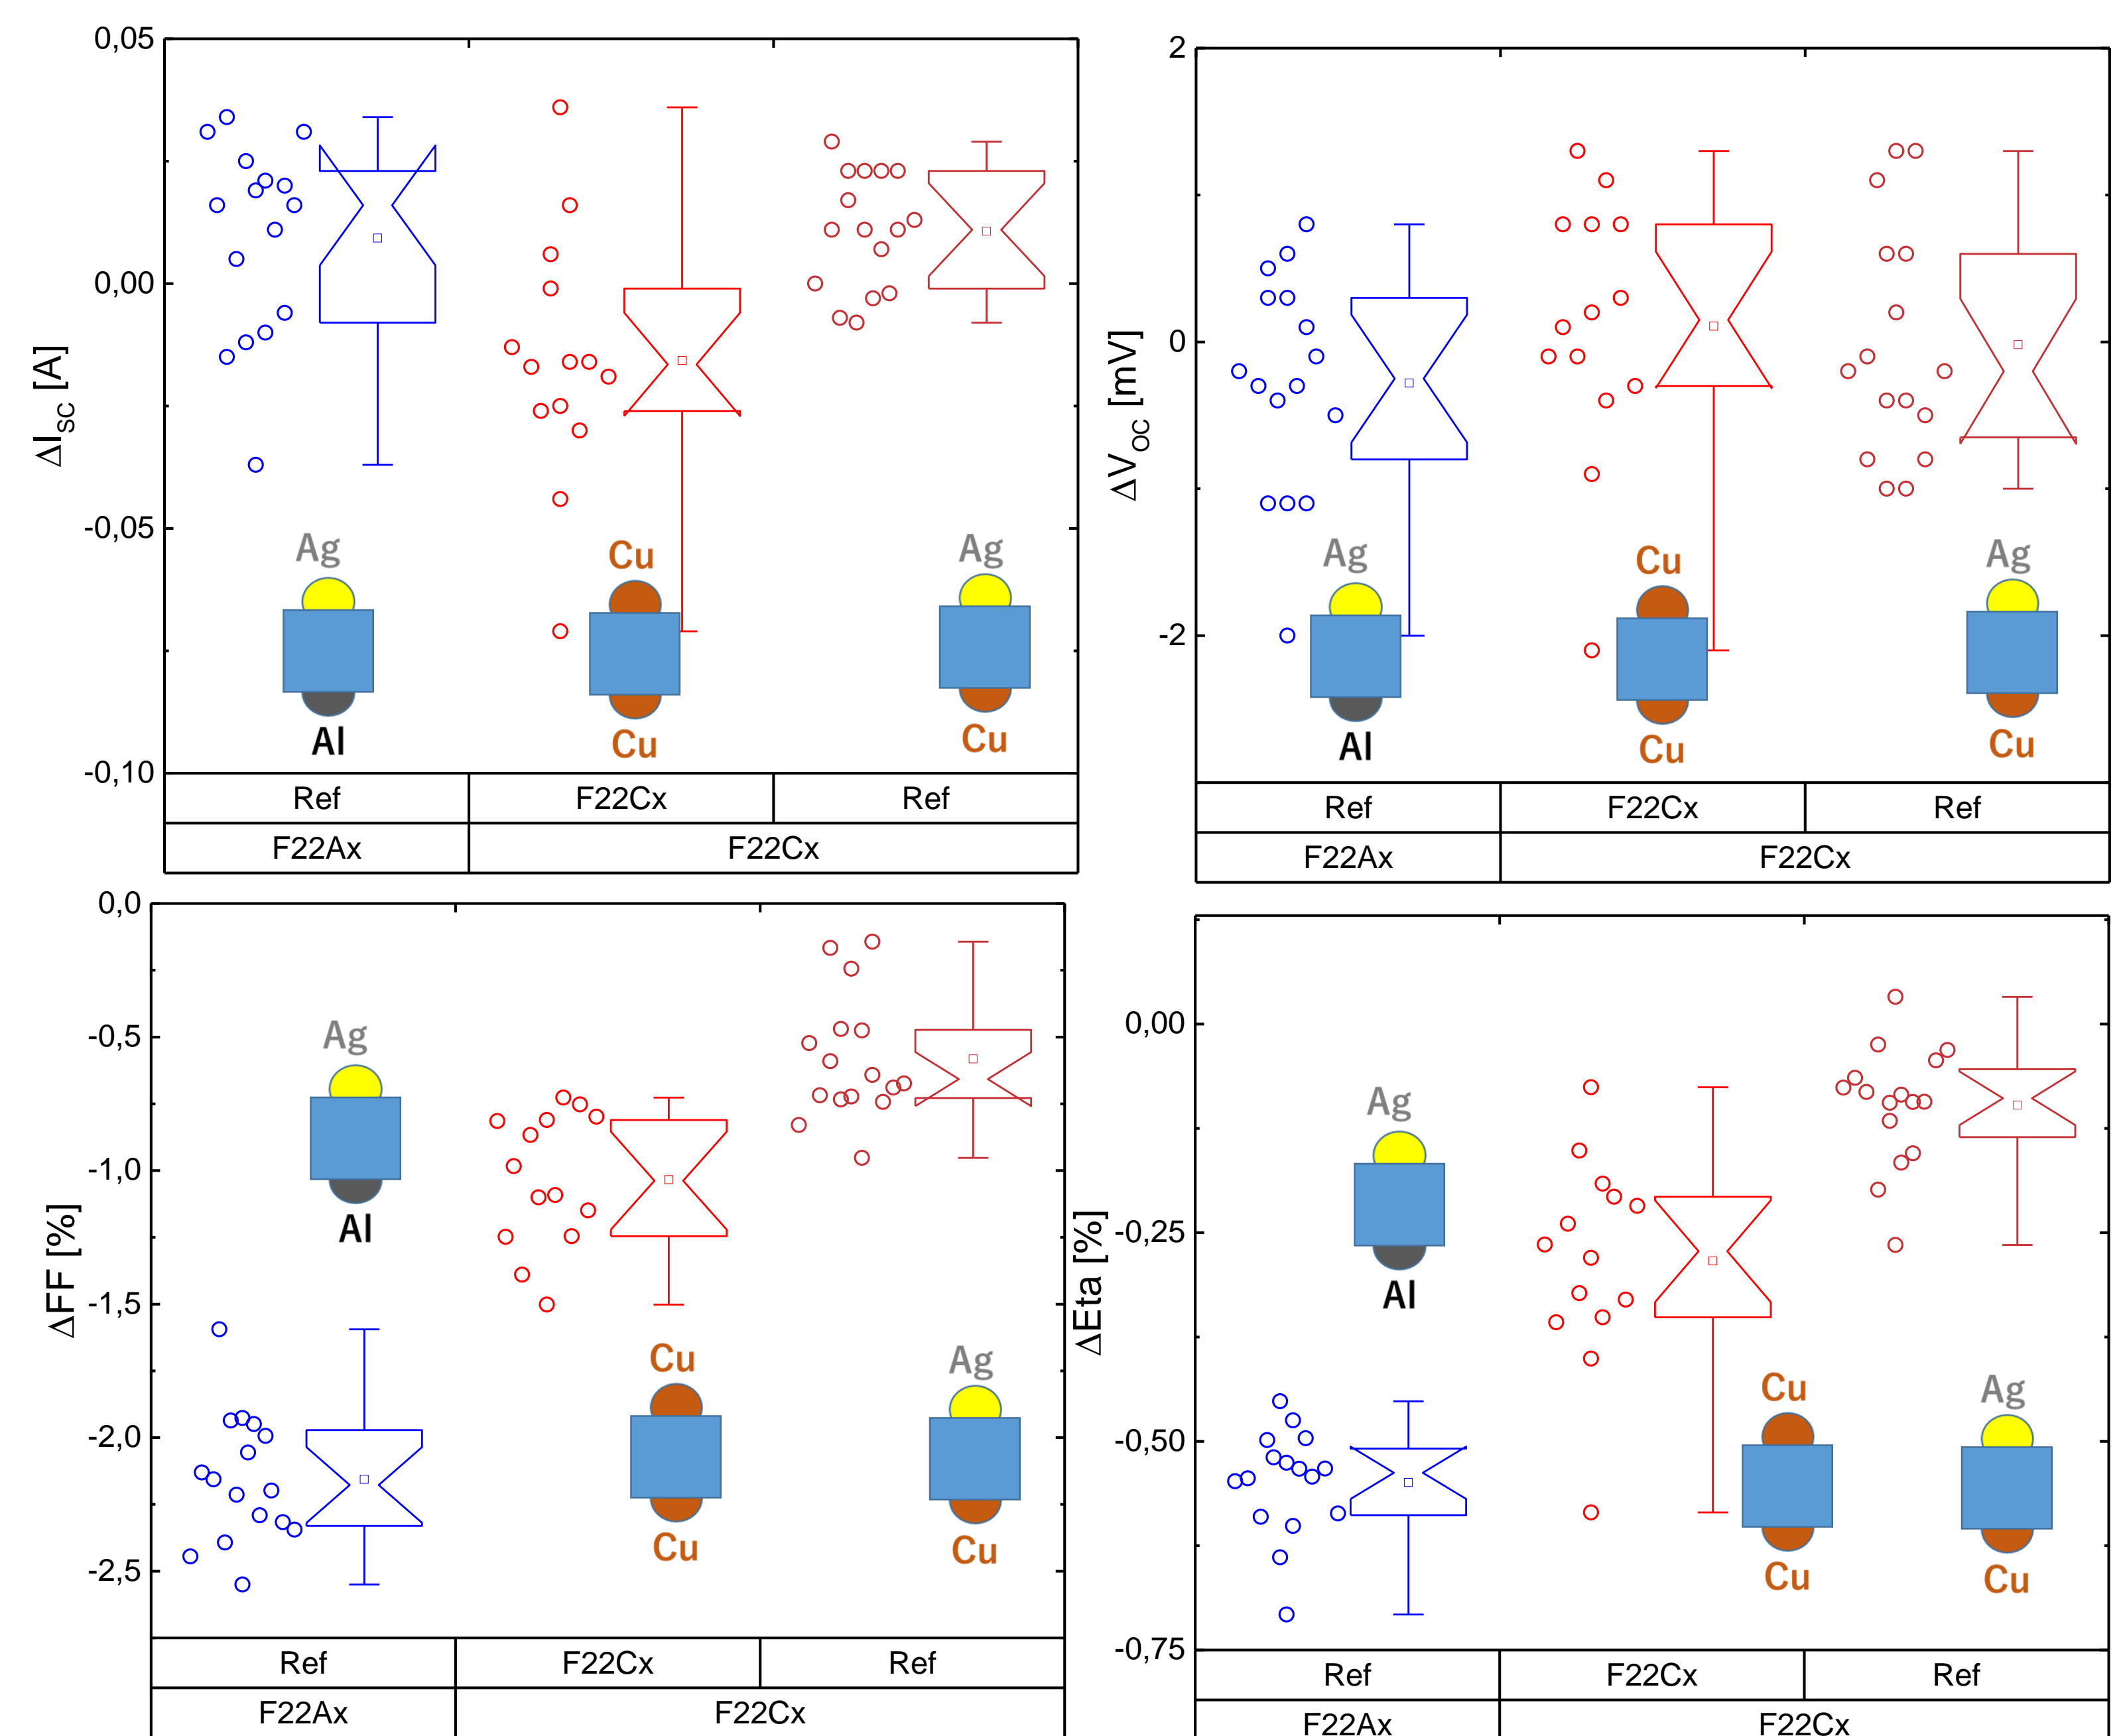 0,05
0,00
-0,05
-0,10
ΔI_SC [A]
Ag
Al
Cu
Cu
Ag
Cu
Ref
F22Cx
Ref
F22Ax
F22Cx
2
0
-2
ΔV_OC [mV]
Ag
Al
Cu
Cu
Ag
Cu
Ref
F22Cx
Ref
F22Ax
F22Cx
0,0
-0,5
-1,0
-1,5
-2,0
-2,5
ΔFF [%]
Ag
Al
Cu
Cu
Ag
Cu
Ref
F22Cx
Ref
F22Ax
F22Cx
0,00
-0,25
-0,50
-0,75
ΔEta [%]
Ag
Al
Cu
Cu
Ag
Cu
Ref
F22Cx
Ref
F22Ax
F22Cx